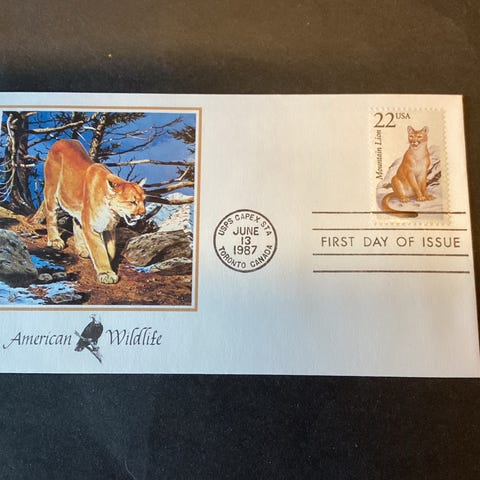 22 USA
Mountain Lion
USPS CAPEX STA
JUNE
13
1987
TORONTO CANADA
FIRST DAY OF ISSUE
American Wildlife